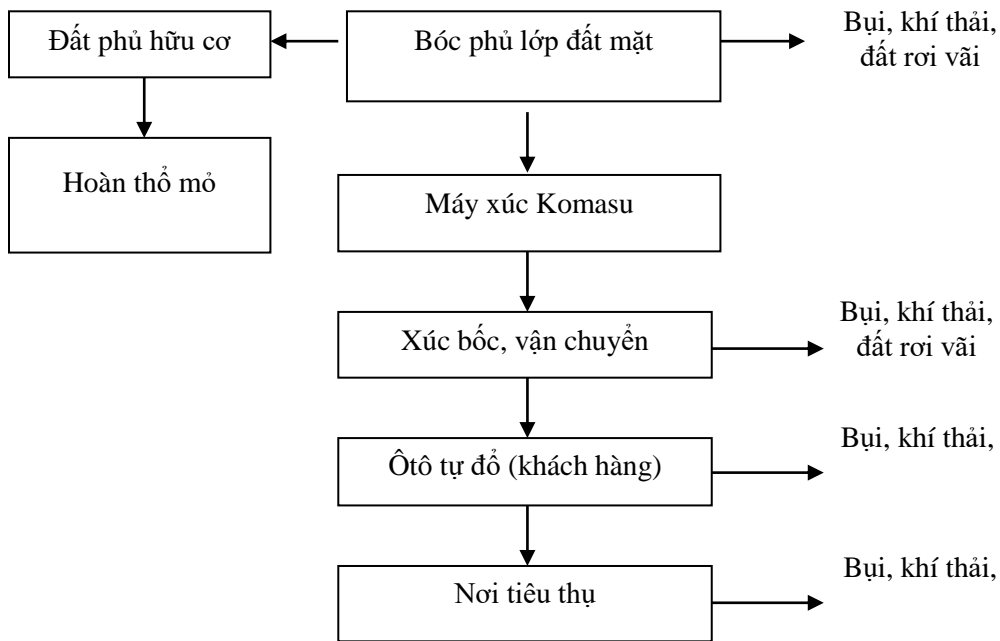 Đất phủ hữu cơ
Bóc phủ lớp đất mặt
Bụi, khí thải,
đất rơi vãi
Hoàn thổ mỏ
Máy xúc Komasu
Xúc bốc, vận chuyển
Bụi, khí thải,
đất rơi vãi
Ôtô tự đổ (khách hàng)
Bụi, khí thải,
Nơi tiêu thụ
Bụi, khí thải,